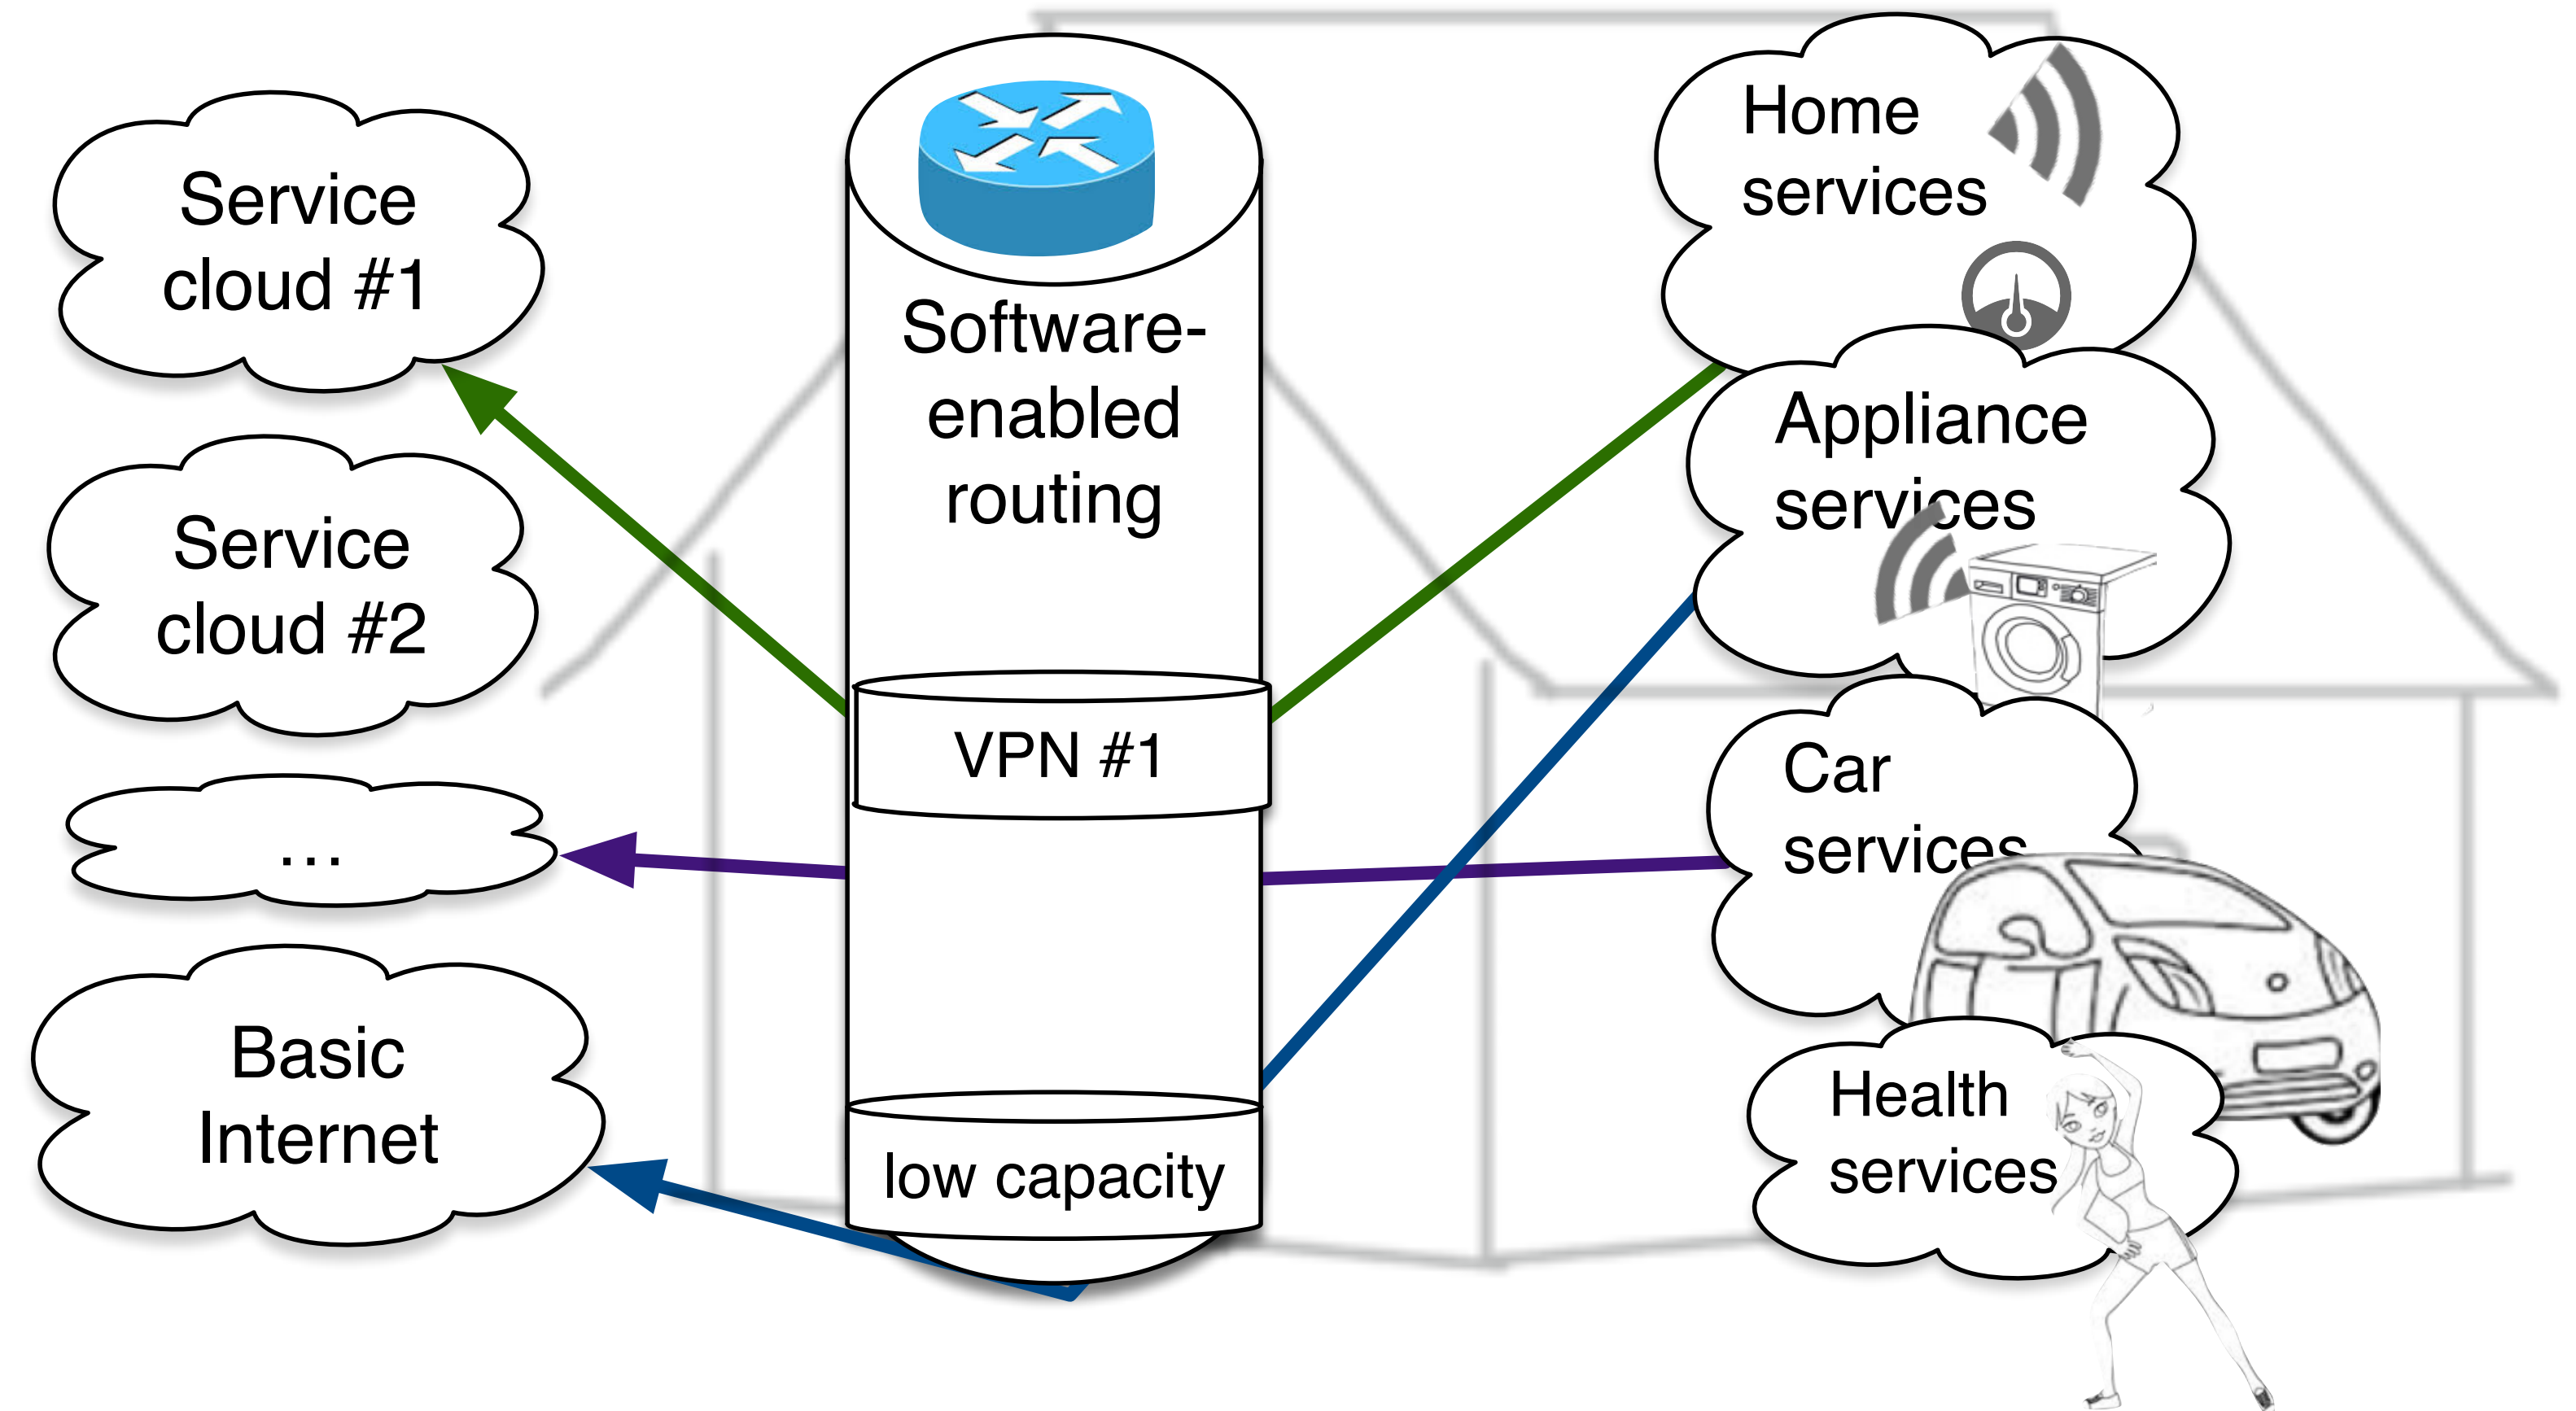 Service
cloud #1
Service
cloud #2
...
Basic
Internet
Software-
enabled
routing
VPN #1
low capacity
Home
services
Appliance
services
Car
services
Health
services